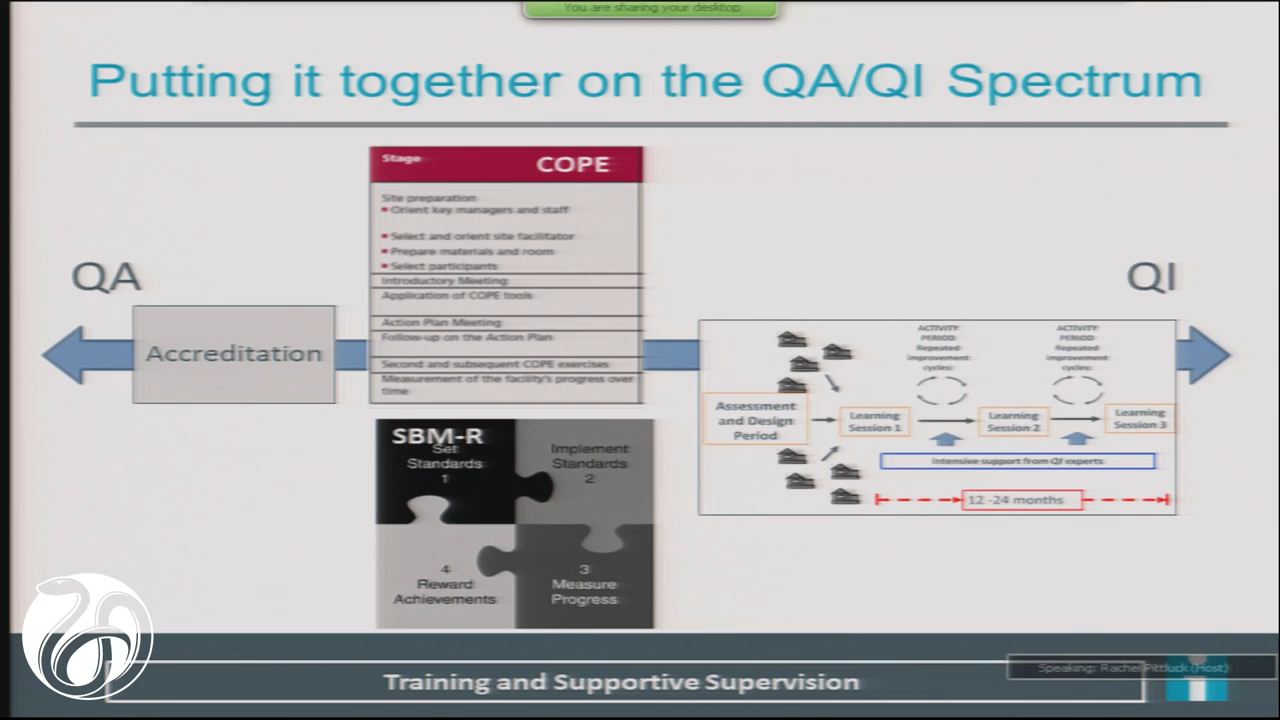 You are sharing your desktop
Putting it together on the QA/QI Spectrum
QA
Accreditation
Stage
COPE
Site preparation
Orient key managers and staff
Select and orient site facilitator
Prepare materials and room
Select participants
Introductory Meeting
Application of COPE tools
Action Plan Meeting
Follow-up on the Action Plan
Second and subsequent COPE exercises
Measurement of the facility's progress over
time
SBM-R
Set
Standards
1
Implement
Standards
2
4
Reward
Achievements
3
Measure
Progress
QI
ACTIVITY
PERIOD:
Repeated
improvement
cycles:
ACTIVITY
PERIOD:
Repeated
improvement
cycles:
Assessment
and Design
Period
Learning
Session 1
Learning
Session 2
Learning
Session 3
Intensive support from QI experts
12 -24 months
Training and Supportive Supervision
Speaking: Rachel Pittluck (Host)